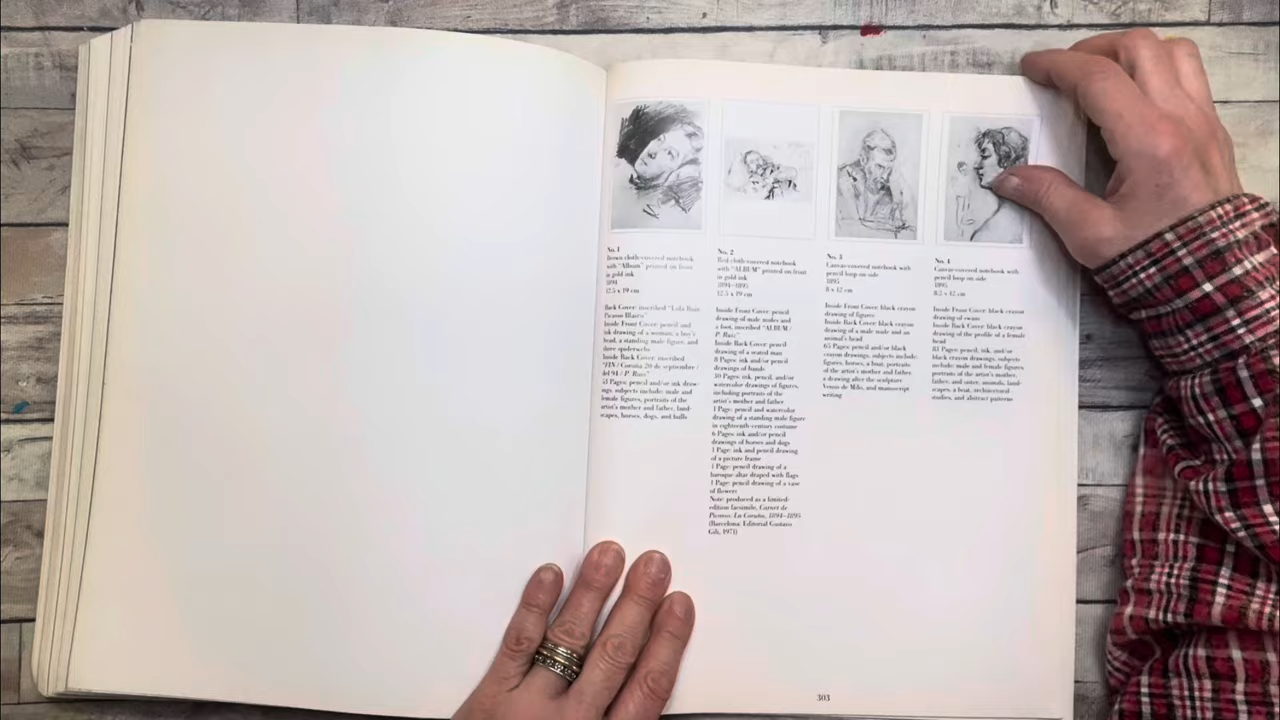 No. 1
Brown cloth-covered notebook
with "Album" printed on front
in gold ink
1894
12.5 x 19 cm
Back Cover: inscribed "Lola Ruiz
Picasso Blasco"
Inside Front Cover: pencil and
ink drawing of a woman, a boy's
head, a standing male figure, and
three
Inside Back Cover: inscribed
"FIN / Coruña 20 de septiembre /
del 94 / P. Ruiz"
51 Pages: pencil and/or ink draw-
ings, subjects include: male and
female figures, portraits of the
artist's mother and father, land-
scapes, horses, dogs, and bulls
No. 2
Red cloth-covered notebook
with "ALBUM" printed on front
in gold ink
1894–1895
12.5 x 19 cm
Inside Front Cover: pencil
drawing of male nudes and
a foot, inscribed "ALBUM /
P. Ruiz"
Inside Back Cover: pencil
drawing of a seated man
8 Pages: ink and/or pencil
drawings of hands
30 Pages: ink, pencil, and/or
watercolor drawings of figures,
including portraits of the
artist's mother and father
1 Page: pencil and watercolor
drawing of a standing male figure
in eighteenth-century costume
6 Pages: ink and/or pencil
drawings of horses and dogs
1 Page: ink and pencil drawing
of a picture frame
1 Page: pencil drawing of a
baroque altar draped with flags
1 Page: pencil drawing of a vase
of flowers
Note: produced as a limited-
edition facsimile, Carnet de
Picasso: La Coruña, 1894–1895
(Barcelona: Editorial Gustavo
Gili, 1971)
No. 3
Canvas-covered notebook with
pencil loop on side
1895
8 x 12 cm
Inside Front Cover: black crayon
drawing of figures
Inside Back Cover: black crayon
drawing of a male nude and an
animal's head
65 Pages: pencil and/or black
crayon drawings, subjects include:
figures, horses, a boat, portraits
of the artist's mother and father,
a drawing after the sculpture
Venus de Milo, and manuscript
writing
No. 4
Canvas-covered notebook with
pencil loop on side
1895
8.2 x 12 cm
Inside Front Cover: black crayon
drawing of swans
Inside Back Cover: black crayon
drawing of the profile of a female
head
83 Pages: pencil, ink, and/or
black crayon drawings, subjects
include: male and female figures
portraits of the artist's mother,
father, and sister, animals, land-
scapes, a boat, architectural
studies, and abstract patterns
303